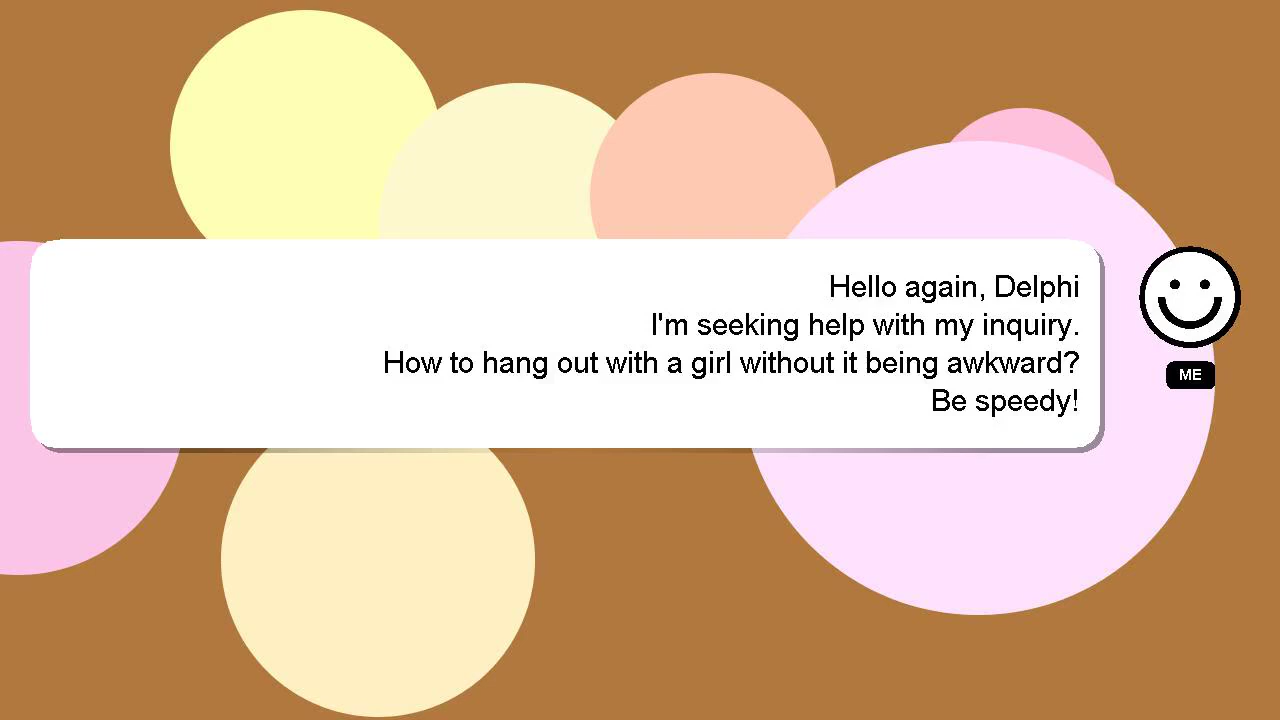 Hello again, Delphi
I'm seeking help with my inquiry.
How to hang out with a girl without it being awkward?
Be speedy!
ME